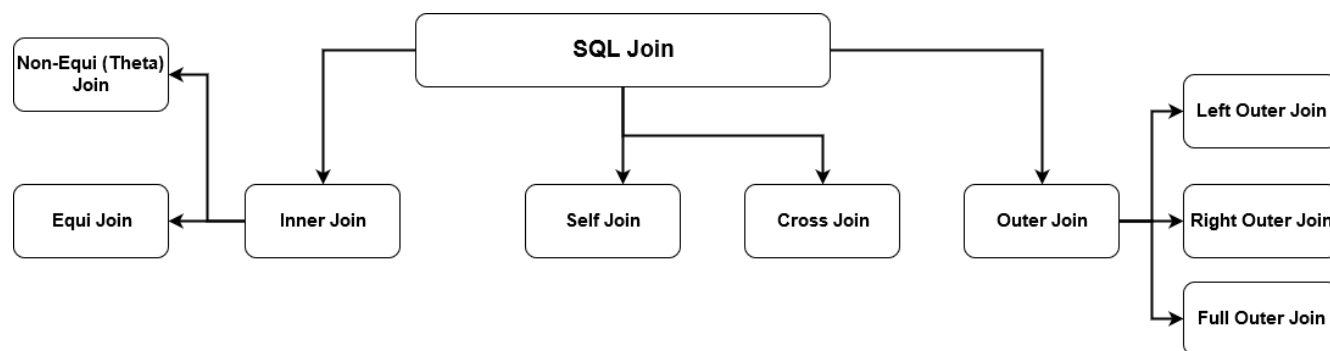 SQL Join
Non-Equi (Theta)
Join
Left Outer Join
Equi Join
Inner Join
Self Join
Cross Join
Outer Join
Right Outer Join
Full Outer Join